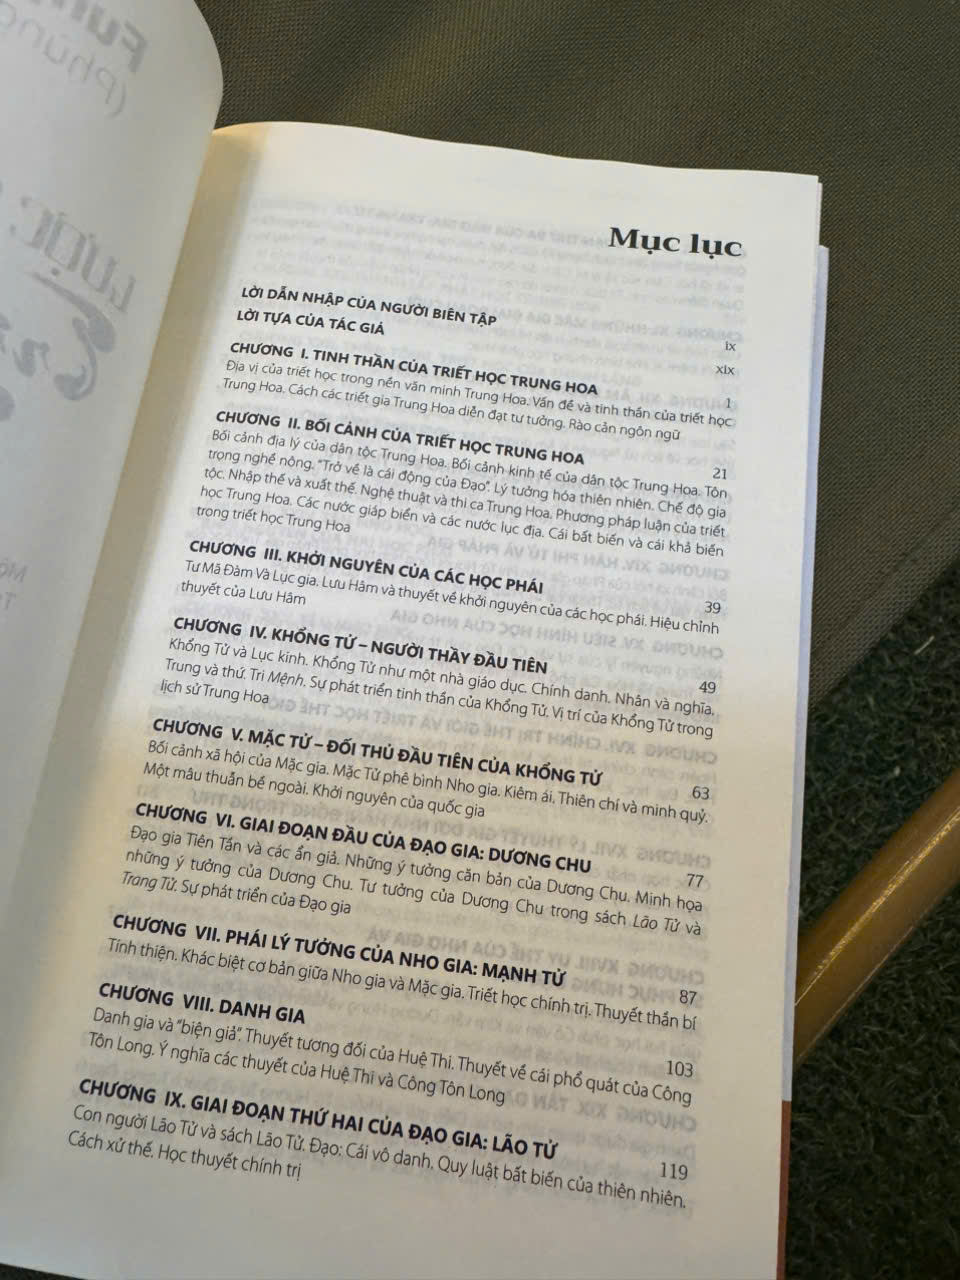 Mục lục
LỜI DẪN NHẬP CỦA NGƯỜI BIÊN TẬP ix
LỜI TỰA CỦA TÁC GIẢ xix
CHƯƠNG I. TINH THẦN CỦA TRIẾT HỌC TRUNG HOA 1
Địa vị của triết học trong nền văn minh Trung Hoa. Vấn đề và tinh thần của triết học
Trung Hoa. Cách các triết gia Trung Hoa diễn đạt tư tưởng. Rào cản ngôn ngữ
CHƯƠNG II. BỐI CẢNH CỦA TRIẾT HỌC TRUNG HOA 21
Bối cảnh địa lý của dân tộc Trung Hoa. Bối cảnh kinh tế của dân tộc Trung Hoa. Tôn
trọng nghề nông. “Trở về là cái động của Đạo”. Lý tưởng hóa thiên nhiên. Chế độ gia
tộc. Nhập thế và xuất thế. Nghệ thuật và thi ca Trung Hoa. Phương pháp luận của triết
học Trung Hoa. Các nước giáp biển và các nước lục địa. Cái bất biến và cái khả biến
trong triết học Trung Hoa
CHƯƠNG III. KHỞI NGUYÊN CỦA CÁC HỌC PHÁI 39
Tư Mã Đàm Và Lục gia. Lưu Hâm và thuyết về khởi nguyên của các học phái. Hiệu chỉnh
thuyết của Lưu Hâm
CHƯƠNG IV. KHỔNG TỬ – NGƯỜI THẦY ĐẦU TIÊN 49
Khổng Tử và Lục kinh. Khổng Tử như một nhà giáo dục. Chính danh. Nhân và nghĩa.
Trung và thứ. Tri Mệnh. Sự phát triển tinh thần của Khổng Tử. Vị trí của Khổng Tử trong
lịch sử Trung Hoa
CHƯƠNG V. MẶC TỬ – ĐỐI THỦ ĐẦU TIÊN CỦA KHỔNG TỬ 63
Bối cảnh xã hội của Mặc gia. Mặc Tử phê bình Nho gia. Kiêm ái. Thiên chí và minh quỷ.
Một mâu thuẫn bề ngoài. Khởi nguyên của quốc gia
CHƯƠNG VI. GIAI ĐOẠN ĐẦU CỦA ĐẠO GIA: DƯƠNG CHU 77
Đạo gia Tiên Tần và các ẩn giả. Những ý tưởng căn bản của Dương Chu. Minh họa
những ý tưởng của Dương Chu. Tư tưởng của Dương Chu trong sách Lão Tử và
Trang Tử. Sự phát triển của Đạo gia
CHƯƠNG VII. PHÁI LÝ TƯỞNG CỦA NHO GIA: MẠNH TỬ 87
Tính thiện. Khác biệt cơ bản giữa Nho gia và Mặc gia. Triết học chính trị. Thuyết thần bí
CHƯƠNG VIII. DANH GIA 103
Danh gia và “biện giả”. Thuyết tương đối của Huệ Thi. Thuyết về cái phổ quát của Công
Tôn Long. Ý nghĩa các thuyết của Huệ Thi và Công Tôn Long
CHƯƠNG IX. GIAI ĐOẠN THỨ HAI CỦA ĐẠO GIA: LÃO TỬ 119
Con người Lão Tử và sách Lão Tử. Đạo: Cái vô danh. Quy luật bất biến của thiên nhiên.
Cách xử thế. Học thuyết chính trị